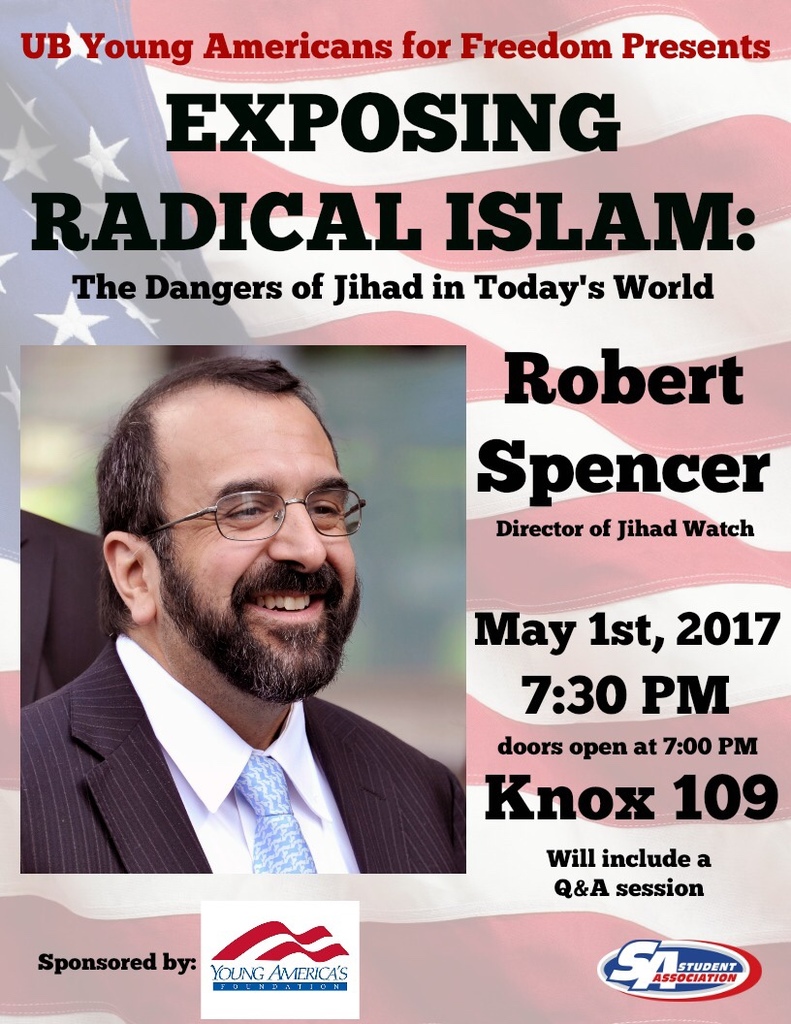 UB Young Americans for Freedom Presents
EXPOSING
RADICAL ISLAM:
The Dangers of Jihad in Today's World
Robert
Spencer
Director of Jihad Watch
May 1st, 2017
7:30 PM
doors open at 7:00 PM
Knox 109
Will include a
Q&A session
Sponsored by:
YOUNG AMERICA'S
FOUNDATION
SA STUDENT
ASSOCIATION